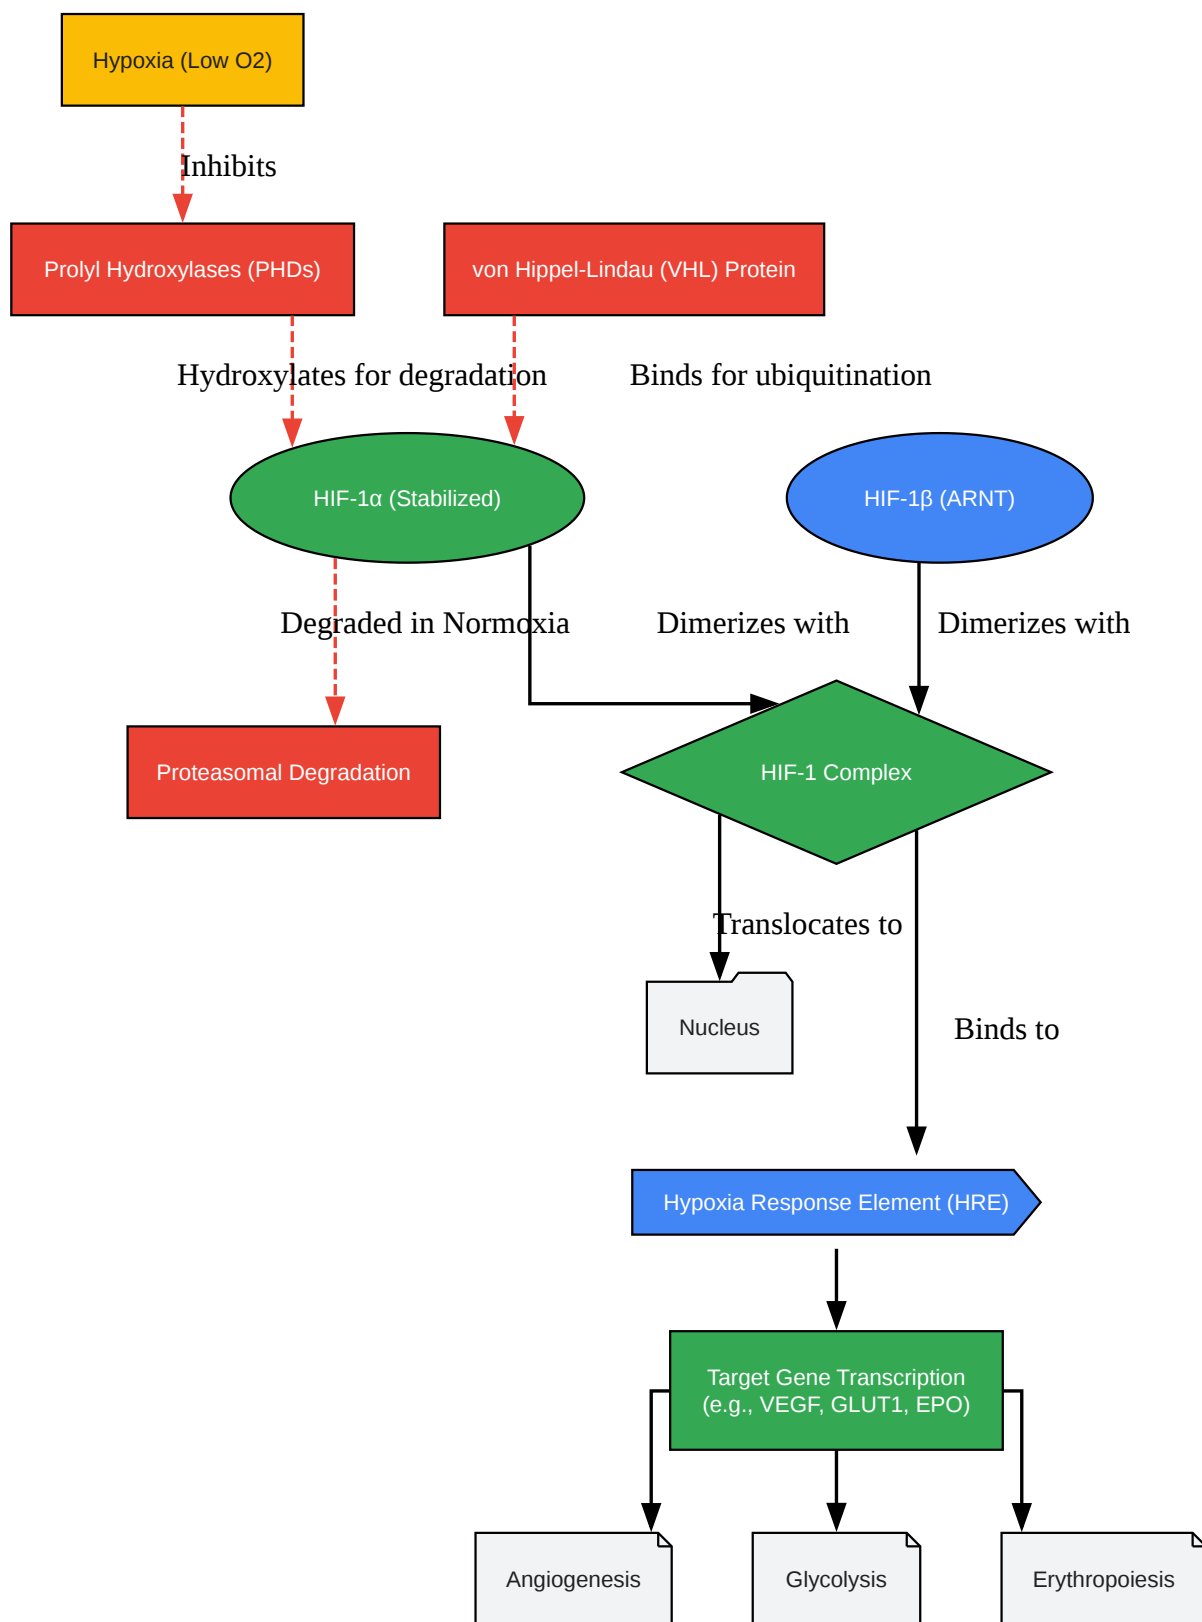 Hypoxia (Low O2)
Inhibits
Prolyl Hydroxylases (PHDs)
von Hippel-Lindau (VHL) Protein
Hydroxylates for degradation
Binds for ubiquitination
HIF-1α (Stabilized)
HIF-1β (ARNT)
Degraded in Normoxia
Dimerizes with
Dimerizes with
Proteasomal Degradation
HIF-1 Complex
Translocates to
Nucleus
Binds to
Hypoxia Response Element (HRE)
Target Gene Transcription
(e.g., VEGF, GLUT1, EPO)
Angiogenesis
Glycolysis
Erythropoiesis